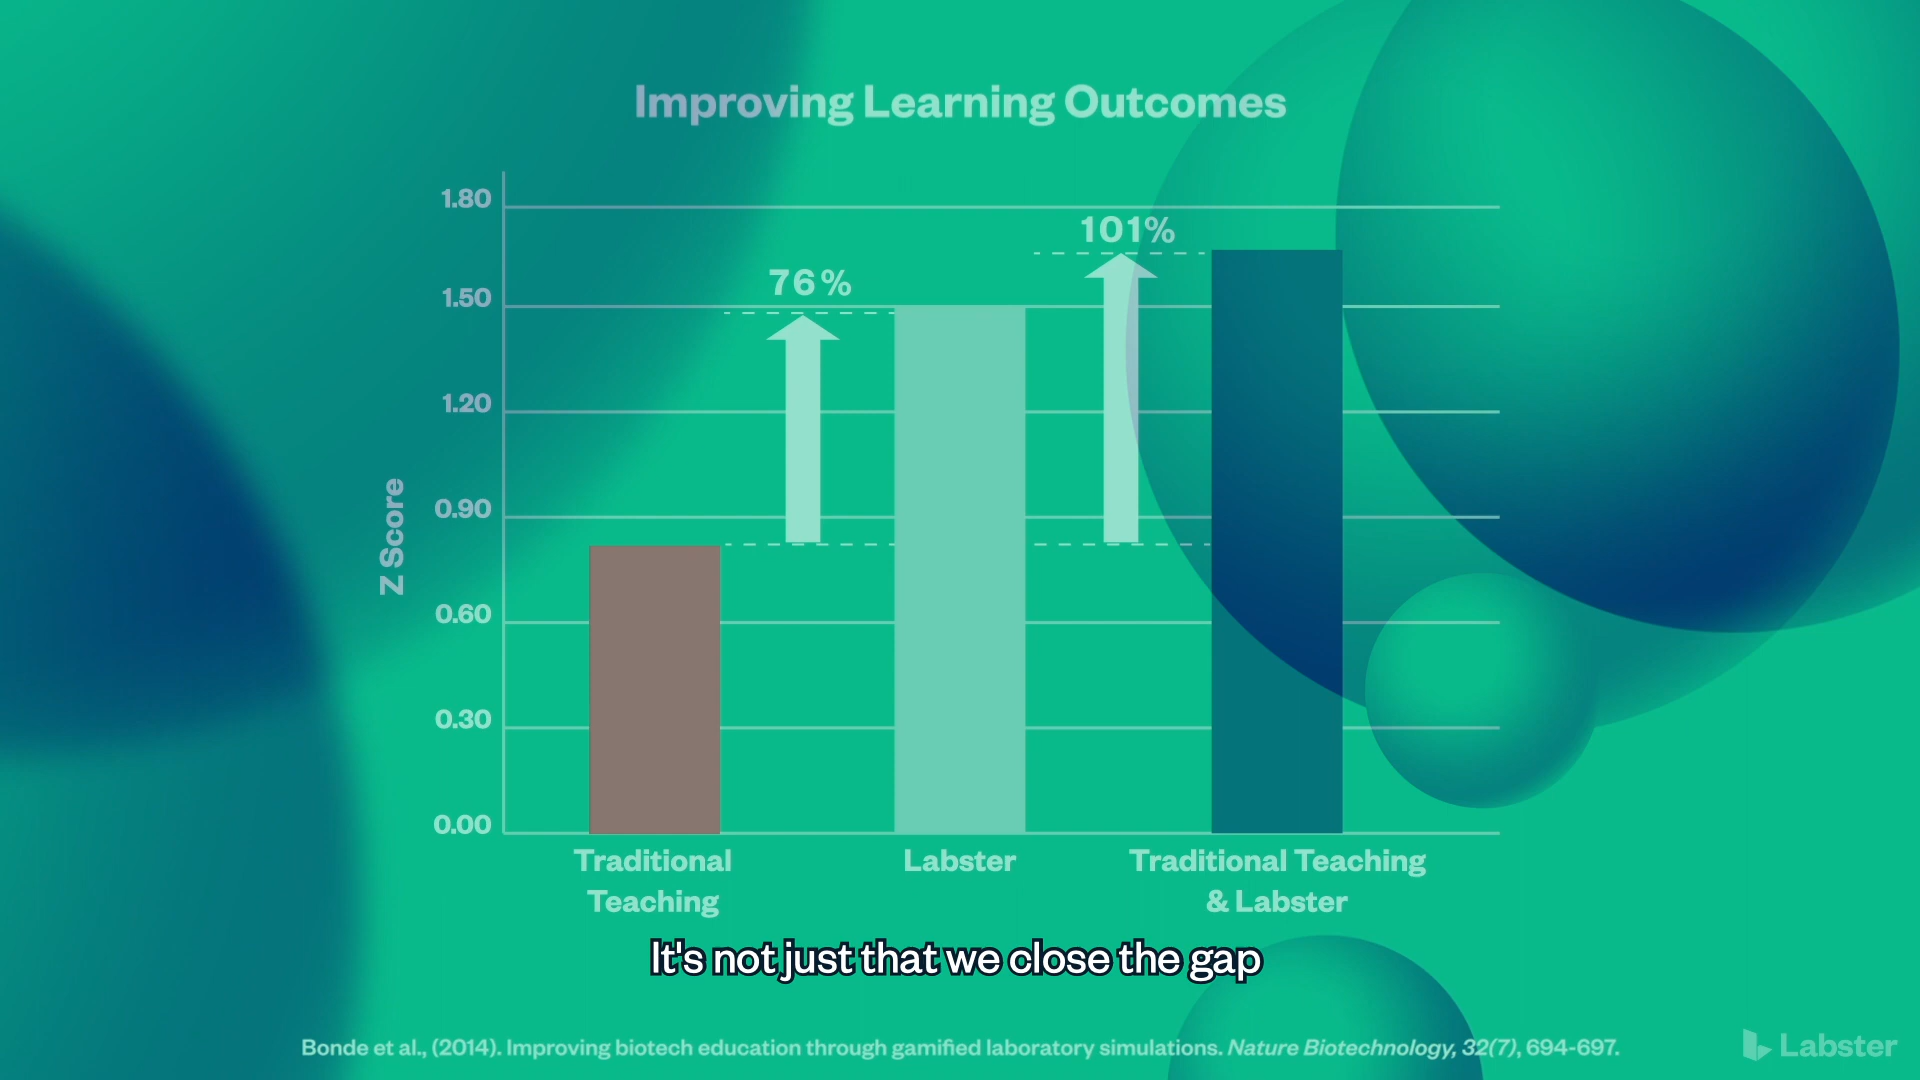 Improving Learning Outcomes
1.80
1.50
1.20
0.90
0.60
0.30
0.00
Z Score
76%
101%
Traditional
Teaching
Labster
Traditional Teaching
& Labster
It's not just that we close the gap
Bonde et al., (2014). Improving biotech education through gamified laboratory simulations. Nature Biotechnology, 32(7), 694-697.
Labster